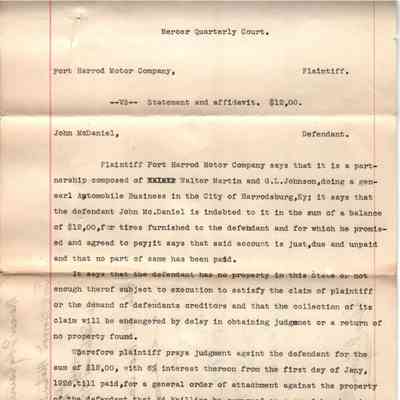 Mercer Quarterly Court.
Fort Harrod Motor Company, Plaintiff.
--VS-- Statement and affidavit. $12,00.
John McDaniel, Defendant.
Plaintiff Fort Harrod Motor Company says that it is a part-
nership composed of Walter Martin and G.L.Johnson,doing a gen-
earl Automobile Business in the City of Harrodsburg,Ky; it says that
the defendant John Mc.Daniel is indebted to it in the sum of a balance
of $12,00,for tires furnished to the defendant and for which he promis-
ed and agreed to pay;it says that said account is just,due and unpaid
and that no part of same has been paid.
It says that the defendant has no property in this State or not
enough therof subject to execution to satisfy the claim of plaintiff
or the demand of defendants creditors and that the collection of its
claim will be endangered by delay in obtaining judgmet or a return of
no property found.
Wherefore plaintiff prays judgment againt the defendant for the
sum of $12,00, with 6% interest thereon from the first day of Jany,
1926,till paid,for a general order of attachment against the property
of the defendant that Ed